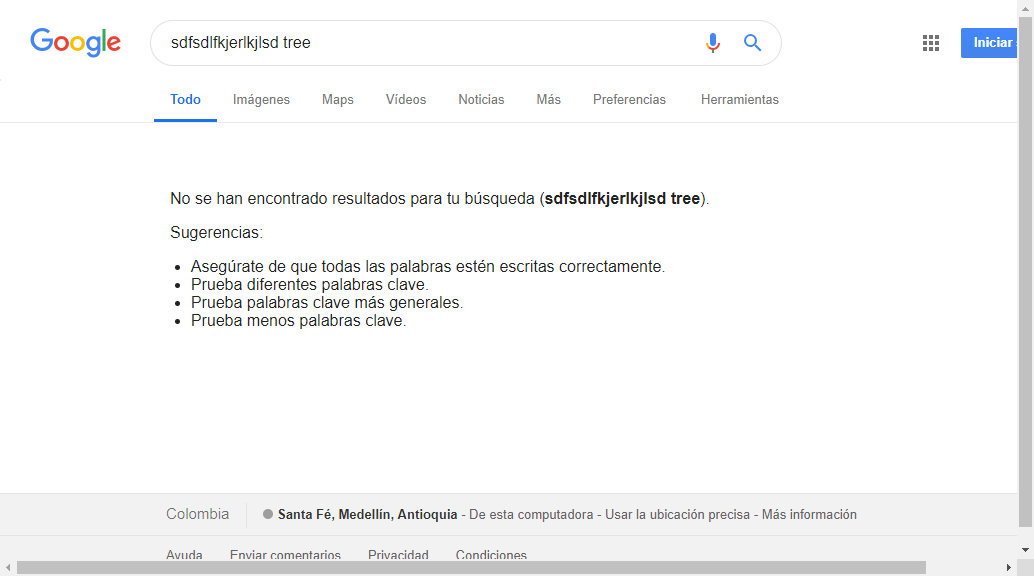 Google
sdfsdlfkjerlkjlsd tree
Iniciar
Todo Imágenes Maps Vídeos Noticias Más Preferencias Herramientas
No se han encontrado resultados para tu búsqueda (sdfsdlfkjerlkjlsd tree).
Sugerencias:
Asegúrate de que todas las palabras estén escritas correctamente.
Prueba diferentes palabras clave.
Prueba palabras clave más generales.
Prueba menos palabras clave.
Colombia Santa Fé, Medellín, Antioquia - De esta computadora - Usar la ubicación precisa - Más información
Ayuda Enviar comentarios Privacidad Condiciones